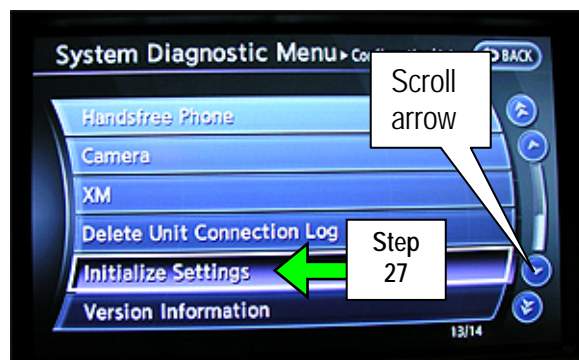 System Diagnostic Menu
BACK
Scroll
arrow
Handsfree Phone
Camera
XM
Delete Unit Connection Log
Step
27
Initialize Settings
Version Information
13/14